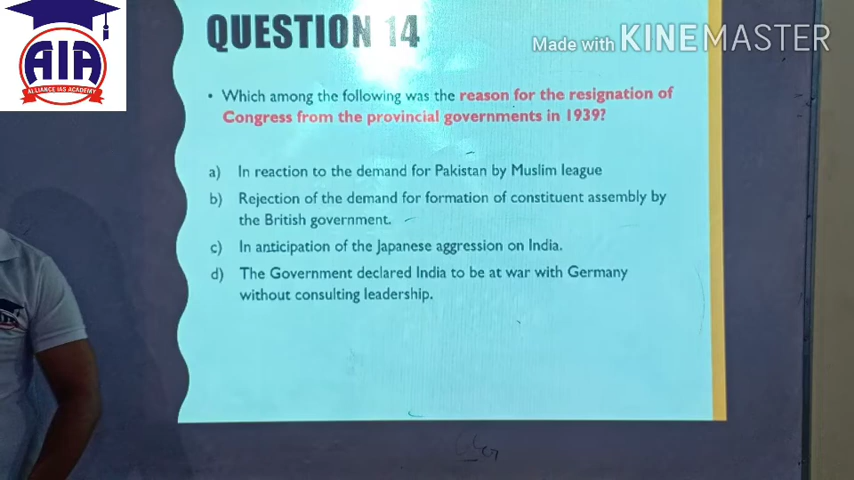 QUESTION 14
Made with KINEMASTER
AIA
ALLIANCE IAS ACADEMY
• Which among the following was the reason for the resignation of
Congress from the provincial governments in 1939?
a) In reaction to the demand for Pakistan by Muslim league
b) Rejection of the demand for formation of constituent assembly by
the British government.
c) In anticipation of the Japanese aggression on India.
d) The Government declared India to be at war with Germany
without consulting leadership.